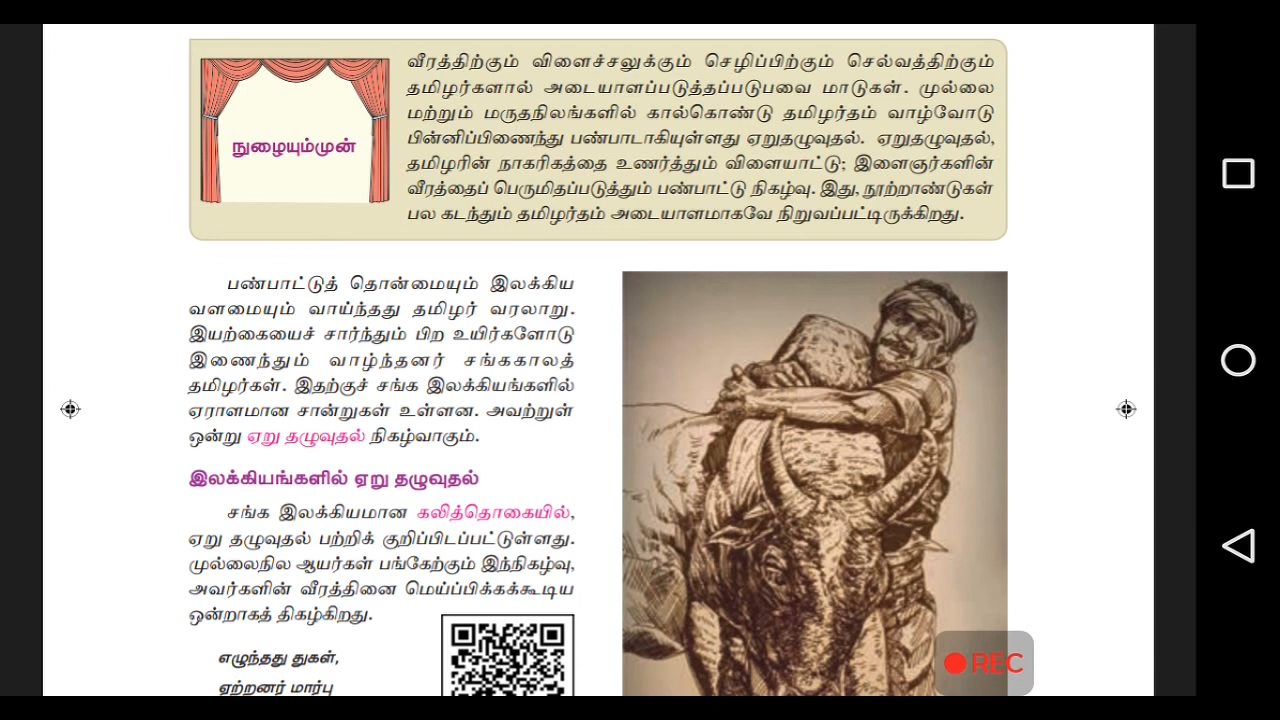 நுழையும்முன்
வீரத்திற்கும் விளைச்சலுக்கும் செழிப்பிற்கும் செல்வத்திற்கும்
தமிழர்களால் அடையாளப்படுத்தப்படுபவை மாடுகள். முல்லை
மற்றும் மருதநிலங்களில் கால்கொண்டு தமிழர்தம் வாழ்வோடு
பின்னிப்பிணைந்து பண்பாடாகியுள்ளது ஏறுதழுவுதல். ஏறுதழுவுதல்,
தமிழரின் நாகரிகத்தை உணர்த்தும் விளையாட்டு; இளைஞர்களின்
வீரத்தைப் பெருமிதப்படுத்தும் பண்பாட்டு நிகழ்வு. இது, நூற்றாண்டுகள்
பல கடந்தும் தமிழர்தம் அடையாளமாகவே நிறுவப்பட்டிருக்கிறது.
பண்பாட்டுத் தொன்மையும் இலக்கிய
வளமையும் வாய்ந்தது தமிழர் வரலாறு.
இயற்கையைச் சார்ந்தும் பிற உயிர்களோடு
இணைந்தும் வாழ்ந்தனர் சங்ககாலத்
தமிழர்கள். இதற்குச் சங்க இலக்கியங்களில்
ஏராளமான சான்றுகள் உள்ளன. அவற்றுள்
ஒன்று ஏறு தழுவுதல் நிகழ்வாகும்.
இலக்கியங்களில் ஏறு தழுவுதல்
சங்க இலக்கியமான கலித்தொகையில்,
ஏறு தழுவுதல் பற்றிக் குறிப்பிடப்பட்டுள்ளது.
முல்லைநில ஆயர்கள் பங்கேற்கும் இந்நிகழ்வு,
அவர்களின் வீரத்தினை மெய்ப்பிக்கக்கூடிய
ஒன்றாகத் திகழ்கிறது.
எழுந்தது துகள்,
ஏற்றனர் மார்பு
REC